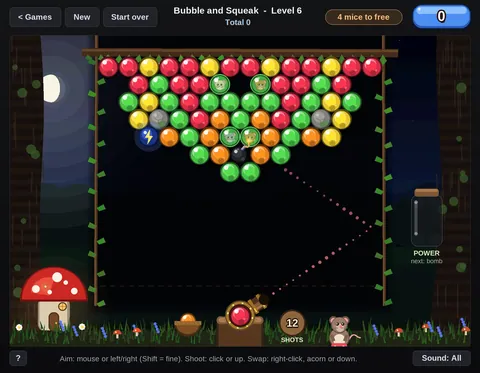 < Games
New
Start over
Bubble and Squeak - Level 6
Total 0
4 mice to free
0
POWER
next: bomb
12
SHOTS
?
Aim: mouse or left/right (Shift = fine). Shoot: click or up. Swap: right-click, acorn or down.
Sound: All